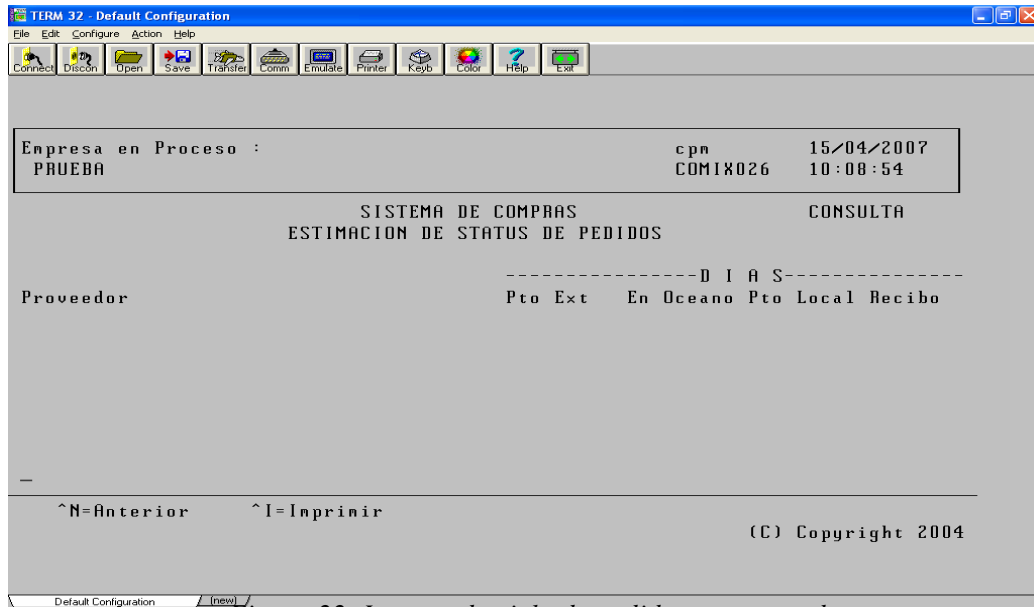 TERM 32 - Default Configuration
File Edit Configure Action Help
Connect Discon Open Save Transfer Comm Emulate Printer Keyb Color Help Exit
Empresa en Proceso : cpm 15/04/2007
PRUEBA COMIX026 10:08:54
SISTEMA DE COMPRAS CONSULTA
ESTIMACION DE STATUS DE PEDIDOS
----------------D I A S---------------
Proveedor Pto Ext En Oceano Pto Local Recibo
^N=Anterior ^I=Imprimir
(C) Copyright 2004
Default Configuration (new)